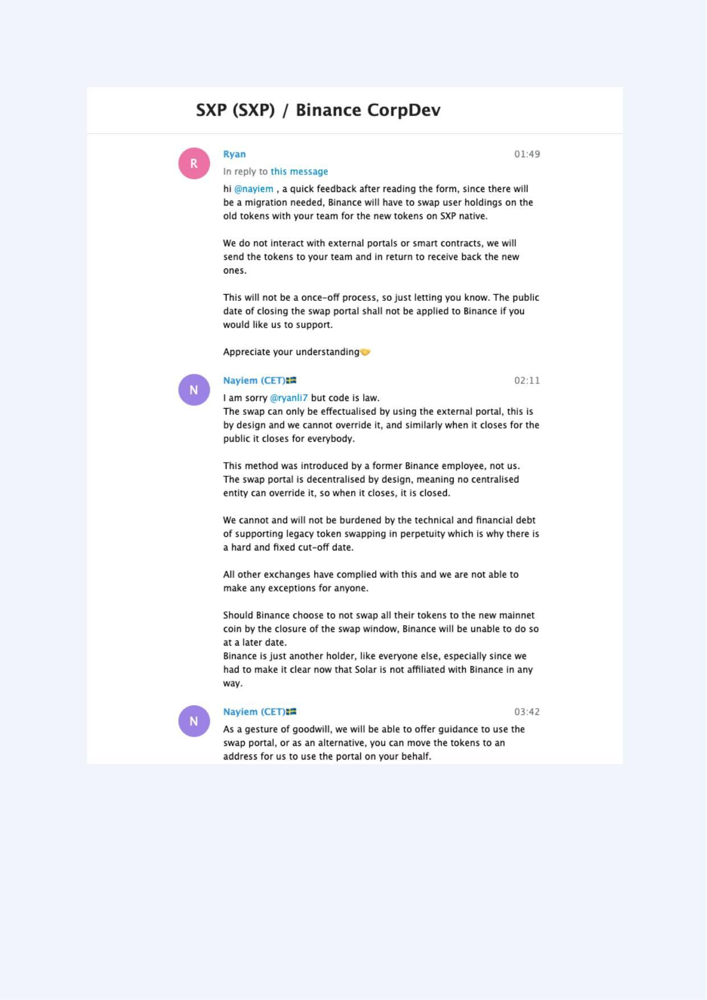 SXP (SXP) / Binance CorpDev
R
Ryan
01:49
In reply to this message
hi @nayiem , a quick feedback after reading the form, since there will
be a migration needed, Binance will have to swap user holdings on the
old tokens with your team for the new tokens on SXP native.
We do not interact with external portals or smart contracts, we will
send the tokens to your team and in return to receive back the new
ones.
This will not be a once-off process, so just letting you know. The public
date of closing the swap portal shall not be applied to Binance if you
would like us to support.
Appreciate your understanding🤝
N
Nayiem (CET)🇸🇪
02:11
I am sorry @ryanli7 but code is law.
The swap can only be effectualised by using the external portal, this is
by design and we cannot override it, and similarly when it closes for the
public it closes for everybody.
This method was introduced by a former Binance employee, not us.
The swap portal is decentralised by design, meaning no centralised
entity can override it, so when it closes, it is closed.
We cannot and will not be burdened by the technical and financial debt
of supporting legacy token swapping in perpetuity which is why there is
a hard and fixed cut-off date.
All other exchanges have complied with this and we are not able to
make any exceptions for anyone.
Should Binance choose to not swap all their tokens to the new mainnet
coin by the closure of the swap window, Binance will be unable to do so
at a later date.
Binance is just another holder, like everyone else, especially since we
had to make it clear now that Solar is not affiliated with Binance in any
way.
N
Nayiem (CET)🇸🇪
03:42
As a gesture of goodwill, we will be able to offer guidance to use the
swap portal, or as an alternative, you can move the tokens to an
address for us to use the portal on your behalf.